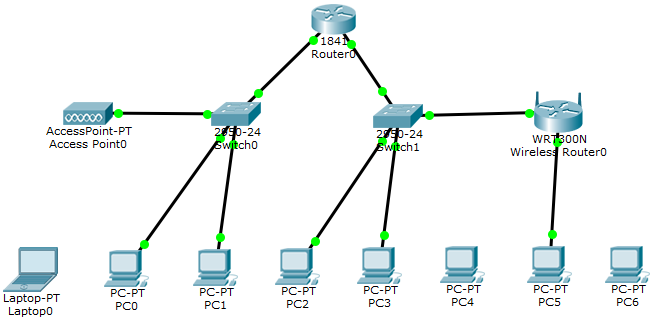 1841
Router0
AccessPoint-PT
Access Point0
2950-24
Switch0
2950-24
Switch1
WRT300N
Wireless Router0
Laptop-PT
Laptop0
PC-PT
PC0
PC-PT
PC1
PC-PT
PC2
PC-PT
PC3
PC-PT
PC4
PC-PT
PC5
PC-PT
PC6